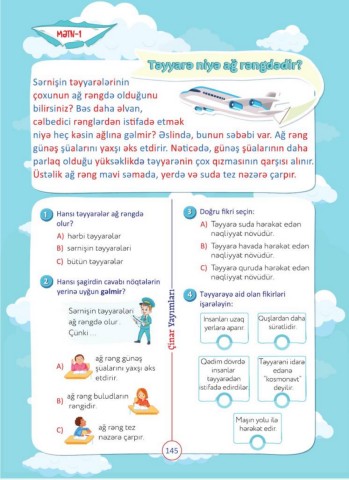 MƏTN-1
Təyyarə niyə ağ rəngdədir?
Sərnişin təyyarələrinin
çoxunun ağ rəngdə olduğunu
bilirsiniz? Bəs daha əlvan,
cəlbedici rənglərdən istifadə etmək
niyə heç kəsin ağlına gəlmir? Əslində, bunun səbəbi var. Ağ rəng
günəş şüalarını yaxşı əks etdirir. Nəticədə, günəş şüalarının daha
parlaq olduğu yüksəklikdə təyyarənin çox qızmasının qarşısı alınır.
Üstəlik ağ rəng mavi səmada, yerdə və suda tez nəzərə çarpır.
1 Hansı təyyarələr ağ rəngdə
olur?
A) hərbi təyyarələr
B) sərnişin təyyarələri
C) bütün təyyarələr
2 Hansı şagirdin cavabı nöqtələrin
yerinə uyğun gəlmir?
Sərnişin təyyarələri
ağ rəngdə olur.
Çünki ...
A) ağ rəng günəş
şüalarını yaxşı əks
etdirir.
B) ağ rəng buludların
rəngidir.
C) ağ rəng tez
nəzərə çarpır.
Çinar Yayımları
3 Doğru fikri seçin:
A) Təyyarə suda hərəkət edən
nəqliyyat növüdür.
B) Təyyarə havada hərəkət edən
nəqliyyat növüdür.
C) Təyyarə quruda hərəkət edən
nəqliyyat növüdür.
4 Təyyarəyə aid olan fikirləri
işarələyin:
İnsanları uzaq
yerlərə aparır.
Quşlardan daha
sürətlidir.
Qədim dövrdə
insanlar
təyyarədən
istifadə edirdilər.
Təyyarəni idarə
edənə
"kosmonavt"
deyilir.
Maşın yolu ilə
hərəkət edir.
145